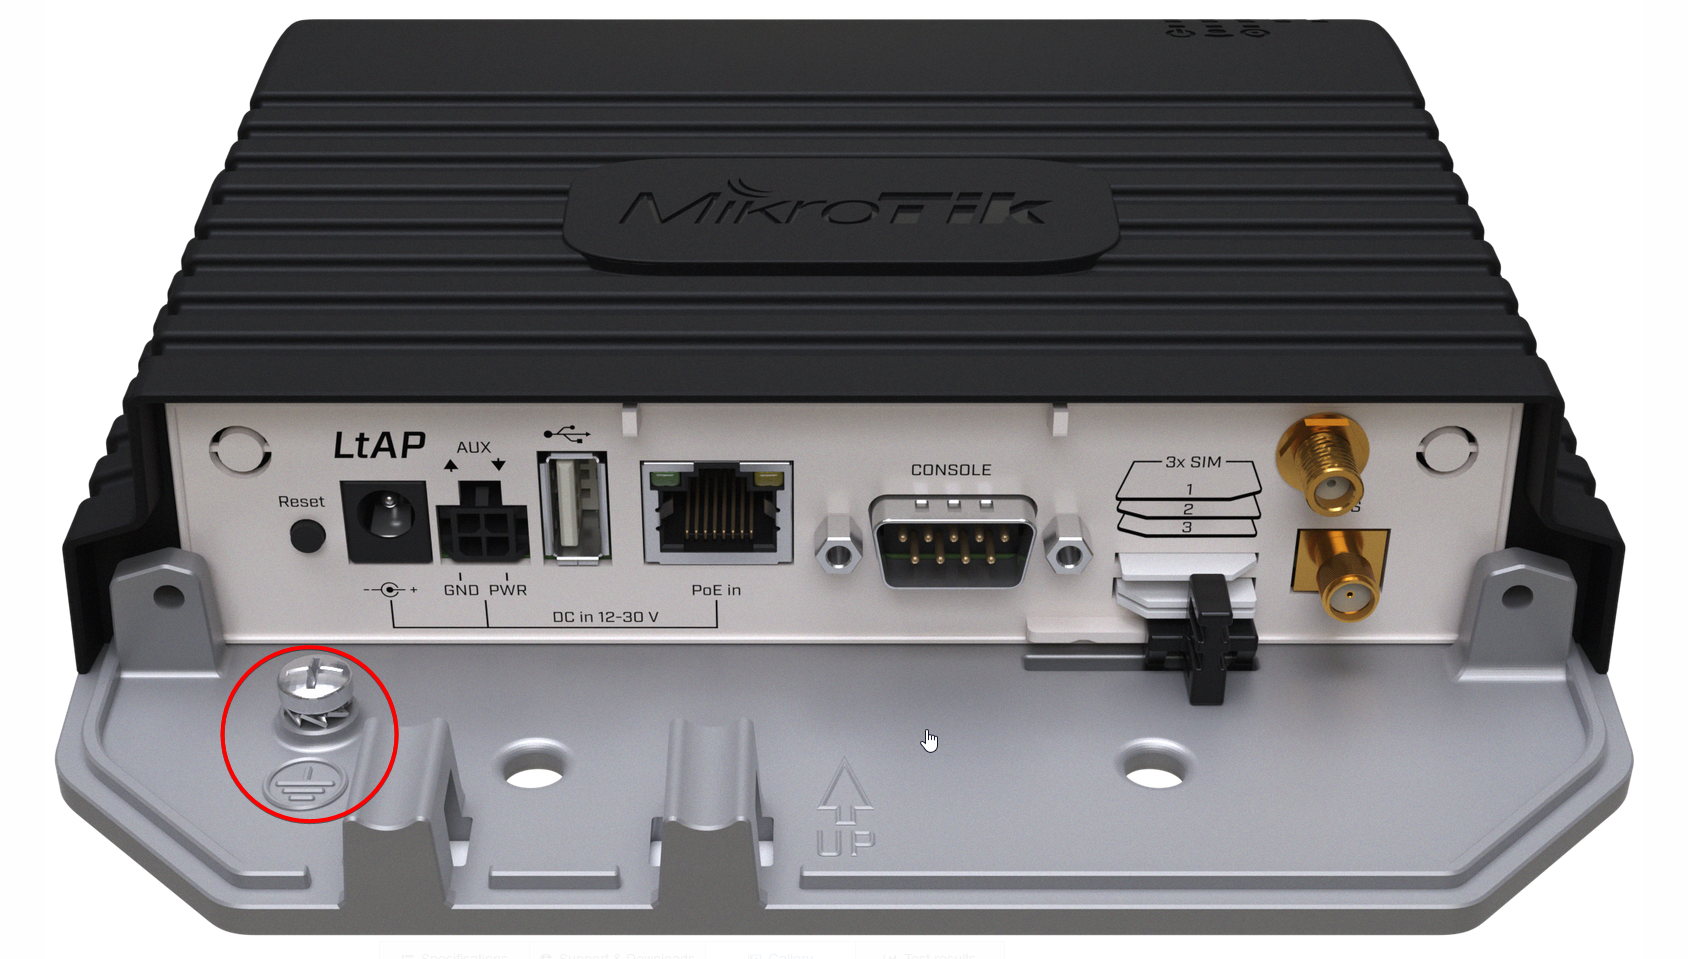 MikroTik
LtAP
AUX
Reset
CONSOLE
3x SIM
1
2
3
GND PWR
PoE in
- +
DC in 12-30 V
UP